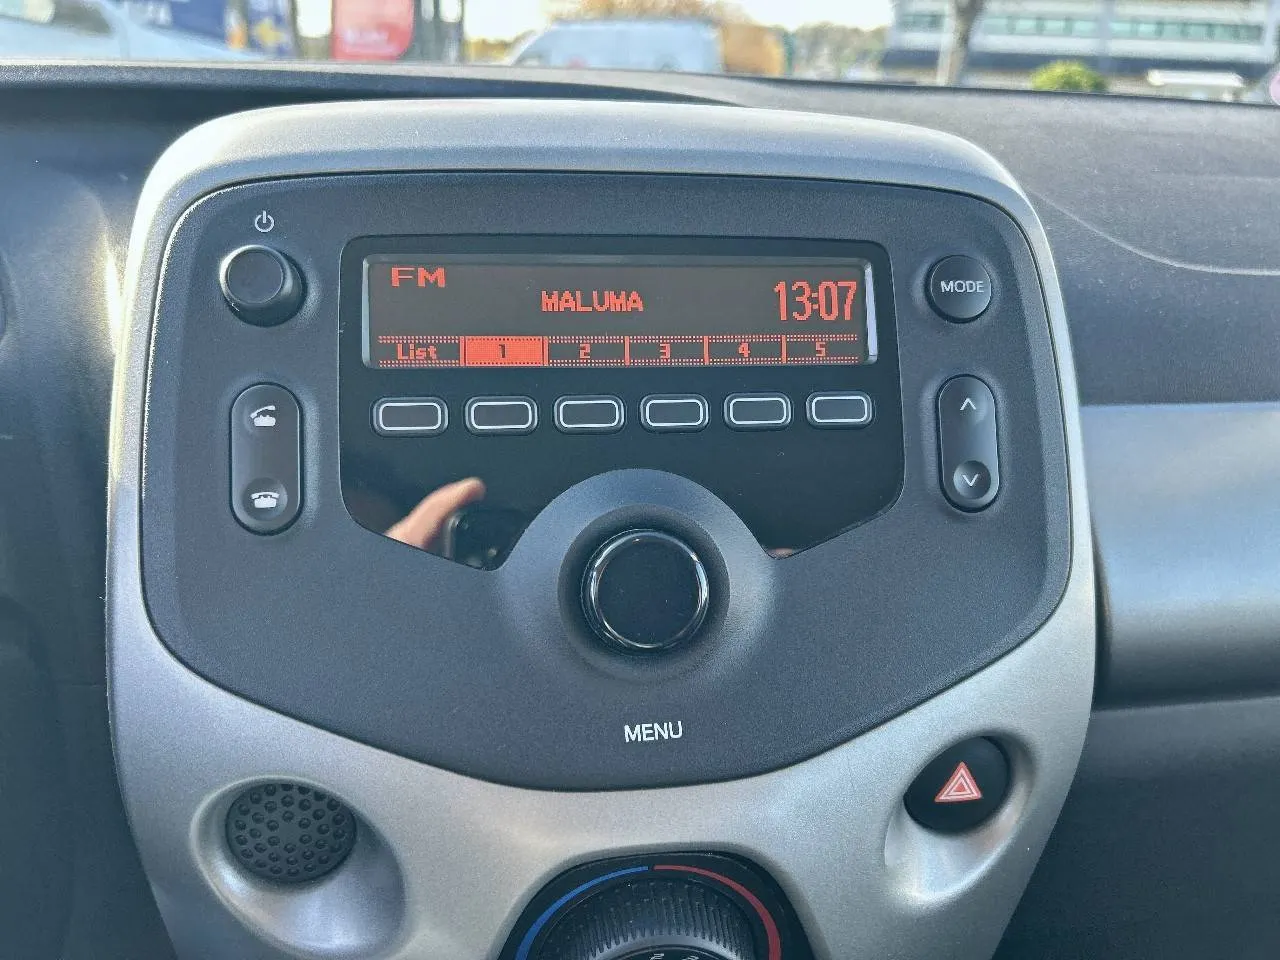 FM
MALUMA
13:07
List 1 2 3 4 5
MODE
MENU